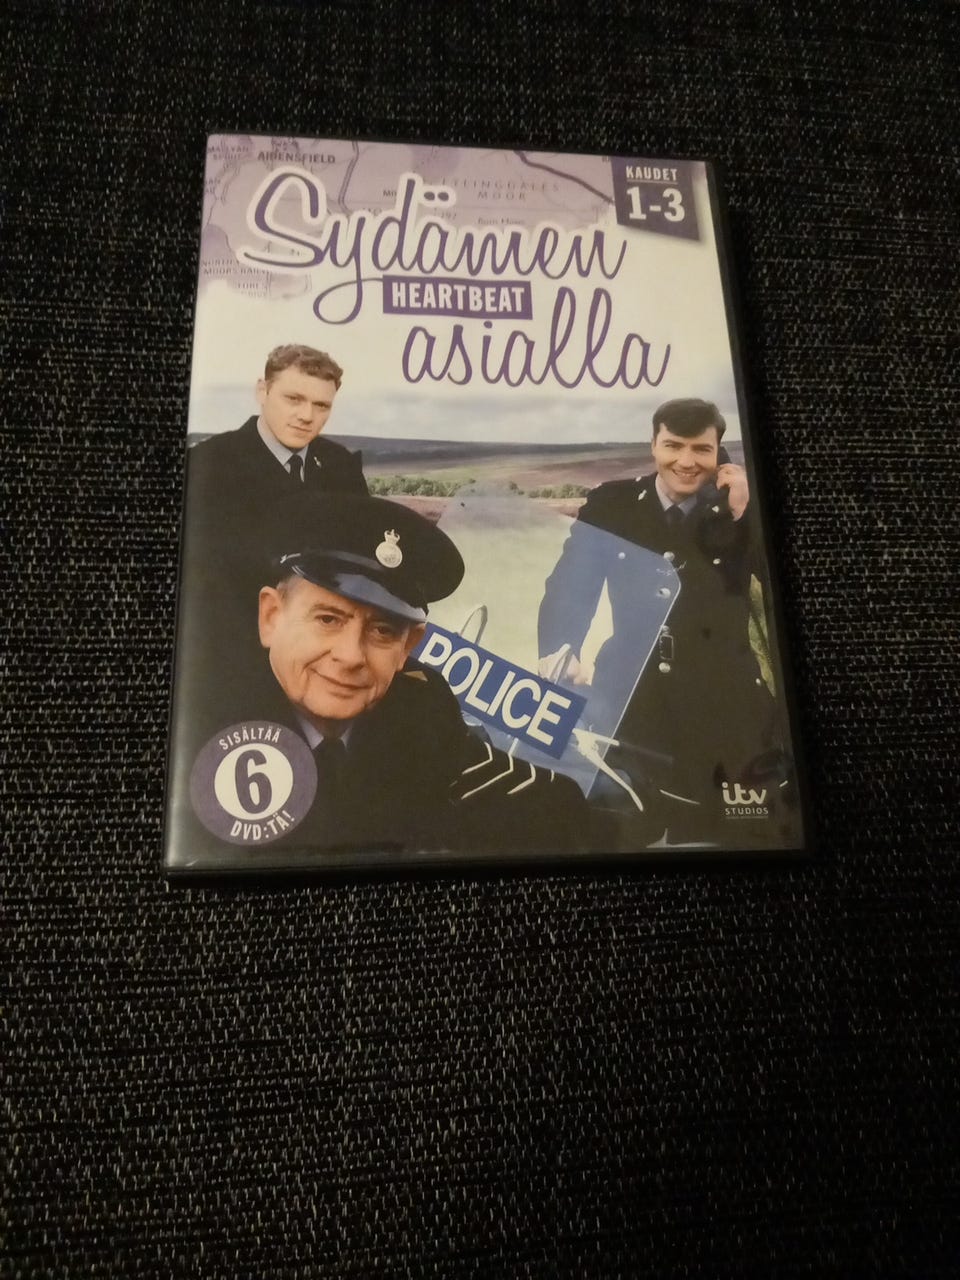 AIDENSFIELD
KAUDET
1-3
Sydämen
HEARTBEAT
asialla
MOOR
POLICE
SISÄLTÄÄ
6
DVD:TÄ!
itv
STUDIOS